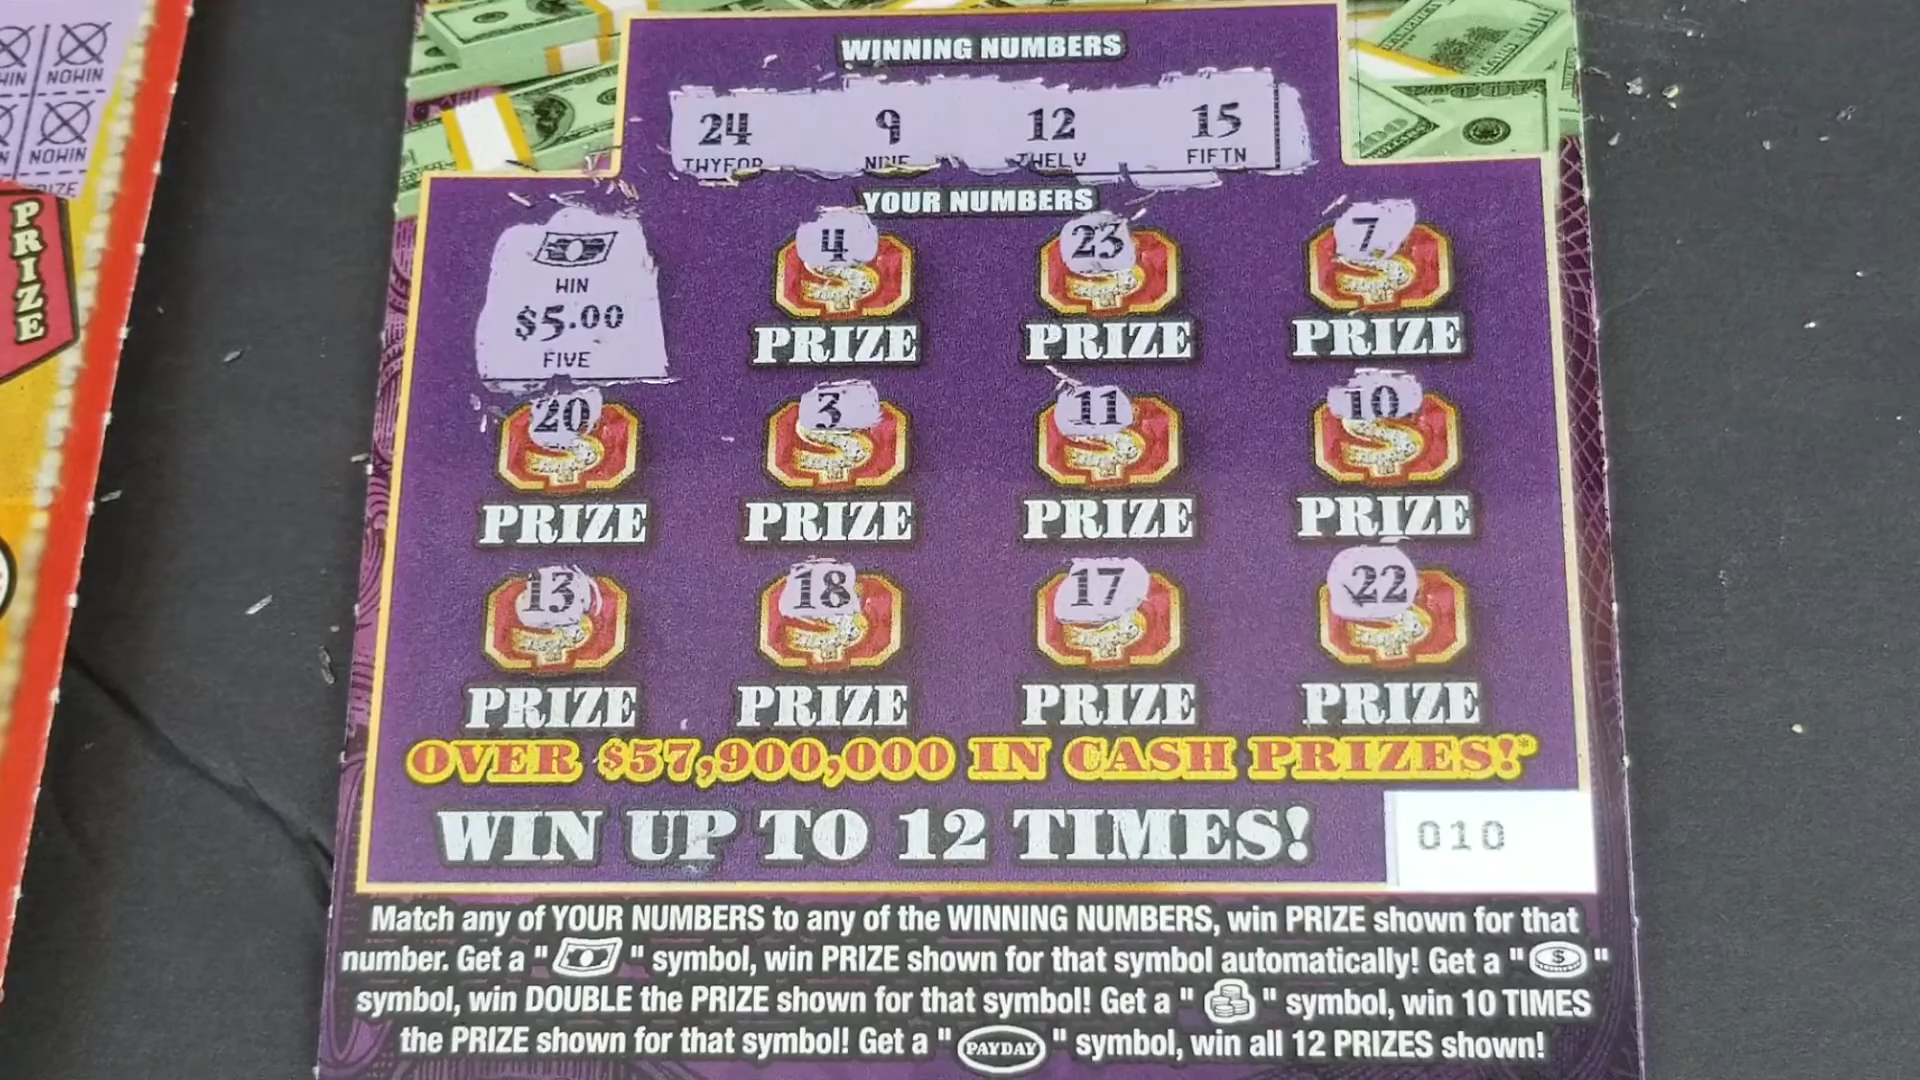 WINNING NUMBERS
24 9 12 15
THYFOR NINE TWELV FIFTN
YOUR NUMBERS
4 23 7
WIN
$5.00
FIVE
PRIZE PRIZE PRIZE
20 3 11 10
PRIZE PRIZE PRIZE PRIZE
13 18 17 22
PRIZE PRIZE PRIZE PRIZE
OVER $57,900,000 IN CASH PRIZES!*
WIN UP TO 12 TIMES!
010
Match any of YOUR NUMBERS to any of the WINNING NUMBERS, win PRIZE shown for that
number. Get a " " symbol, win PRIZE shown for that symbol automatically! Get a " $ "
symbol, win DOUBLE the PRIZE shown for that symbol! Get a " " symbol, win 10 TIMES
the PRIZE shown for that symbol! Get a " PAYDAY " symbol, win all 12 PRIZES shown!
NOWIN
NOWIN
PRIZE